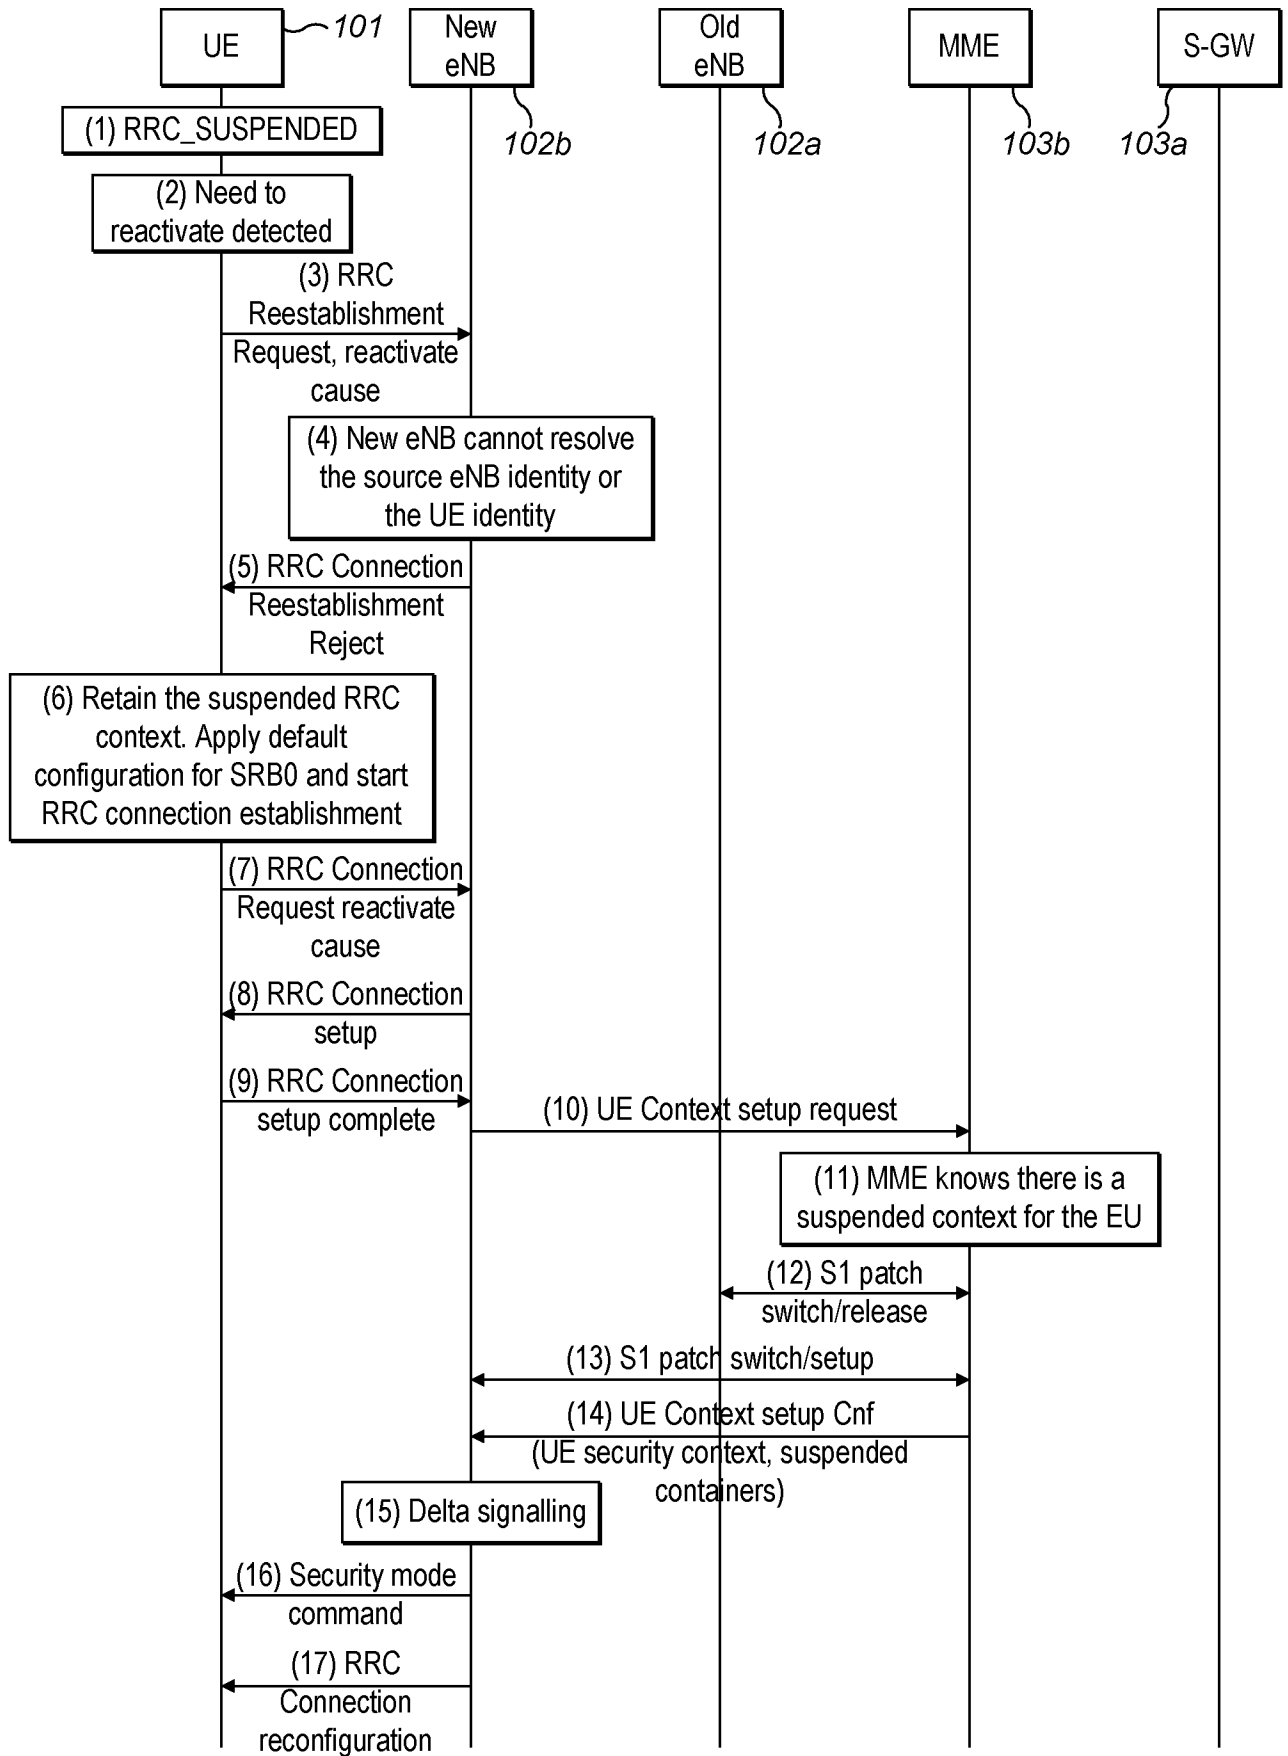 UE
101
New
eNB
Old
eNB
MME
S-GW
102b
102a
103b
103a
(1) RRC_SUSPENDED
(2) Need to
reactivate detected
(3) RRC
Reestablishment
Request, reactivate
cause
(4) New eNB cannot resolve
the source eNB identity or
the UE identity
(5) RRC Connection
Reestablishment
Reject
(6) Retain the suspended RRC
context. Apply default
configuration for SRB0 and start
RRC connection establishment
(7) RRC Connection
Request reactivate
cause
(8) RRC Connection
setup
(9) RRC Connection
setup complete
(10) UE Context setup request
(11) MME knows there is a
suspended context for the EU
(12) S1 patch
switch/release
(13) S1 patch switch/setup
(14) UE Context setup Cnf
(UE security context, suspended
containers)
(15) Delta signalling
(16) Security mode
command
(17) RRC
Connection
reconfiguration